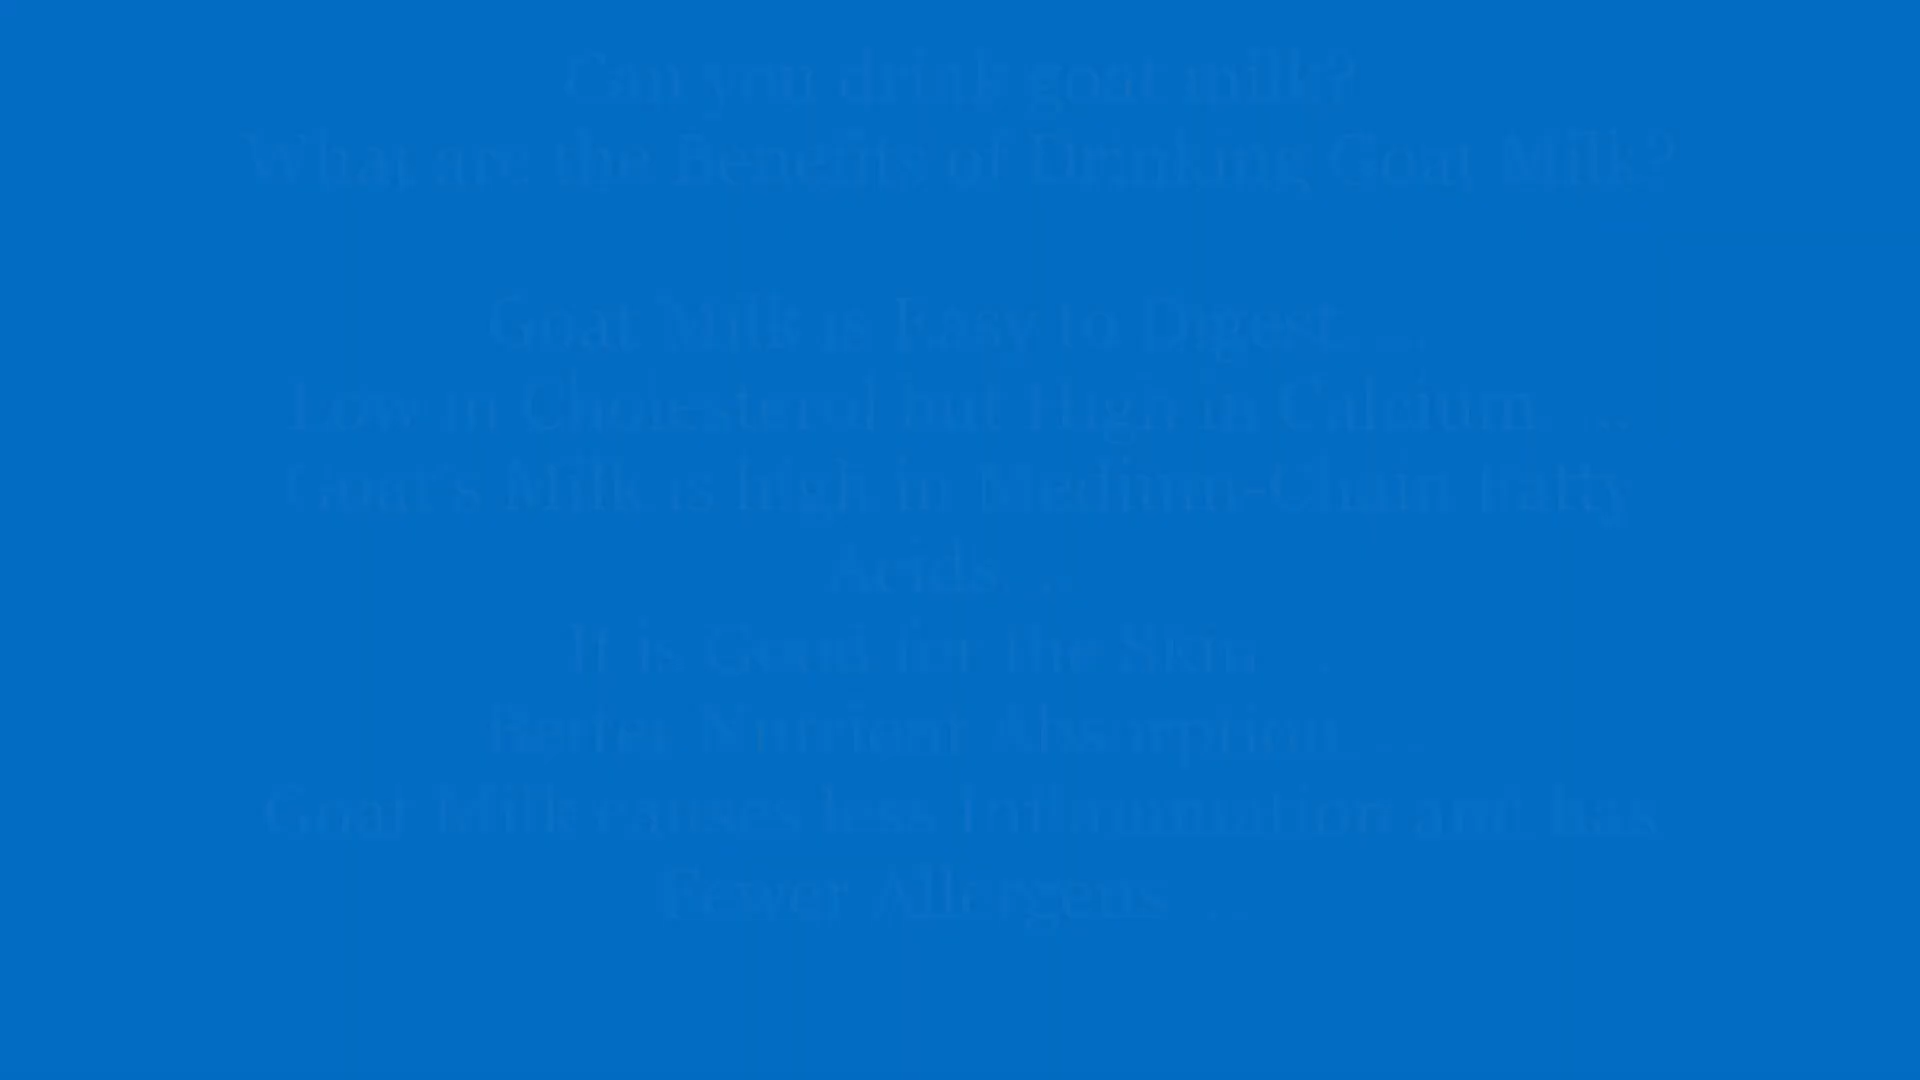 Can you drink goat milk?
What are the Benefits of Drinking Goat Milk?
Goat Milk is Easy to Digest. ...
Low in Cholesterol but High in Calcium. ...
Goat's Milk is high in Medium-Chain Fatty
Acids. ...
It is Good for the Skin. ...
Better Nutrient Absorption. ...
Goat Milk causes less Inflammation and has
Fewer Allergens. ...